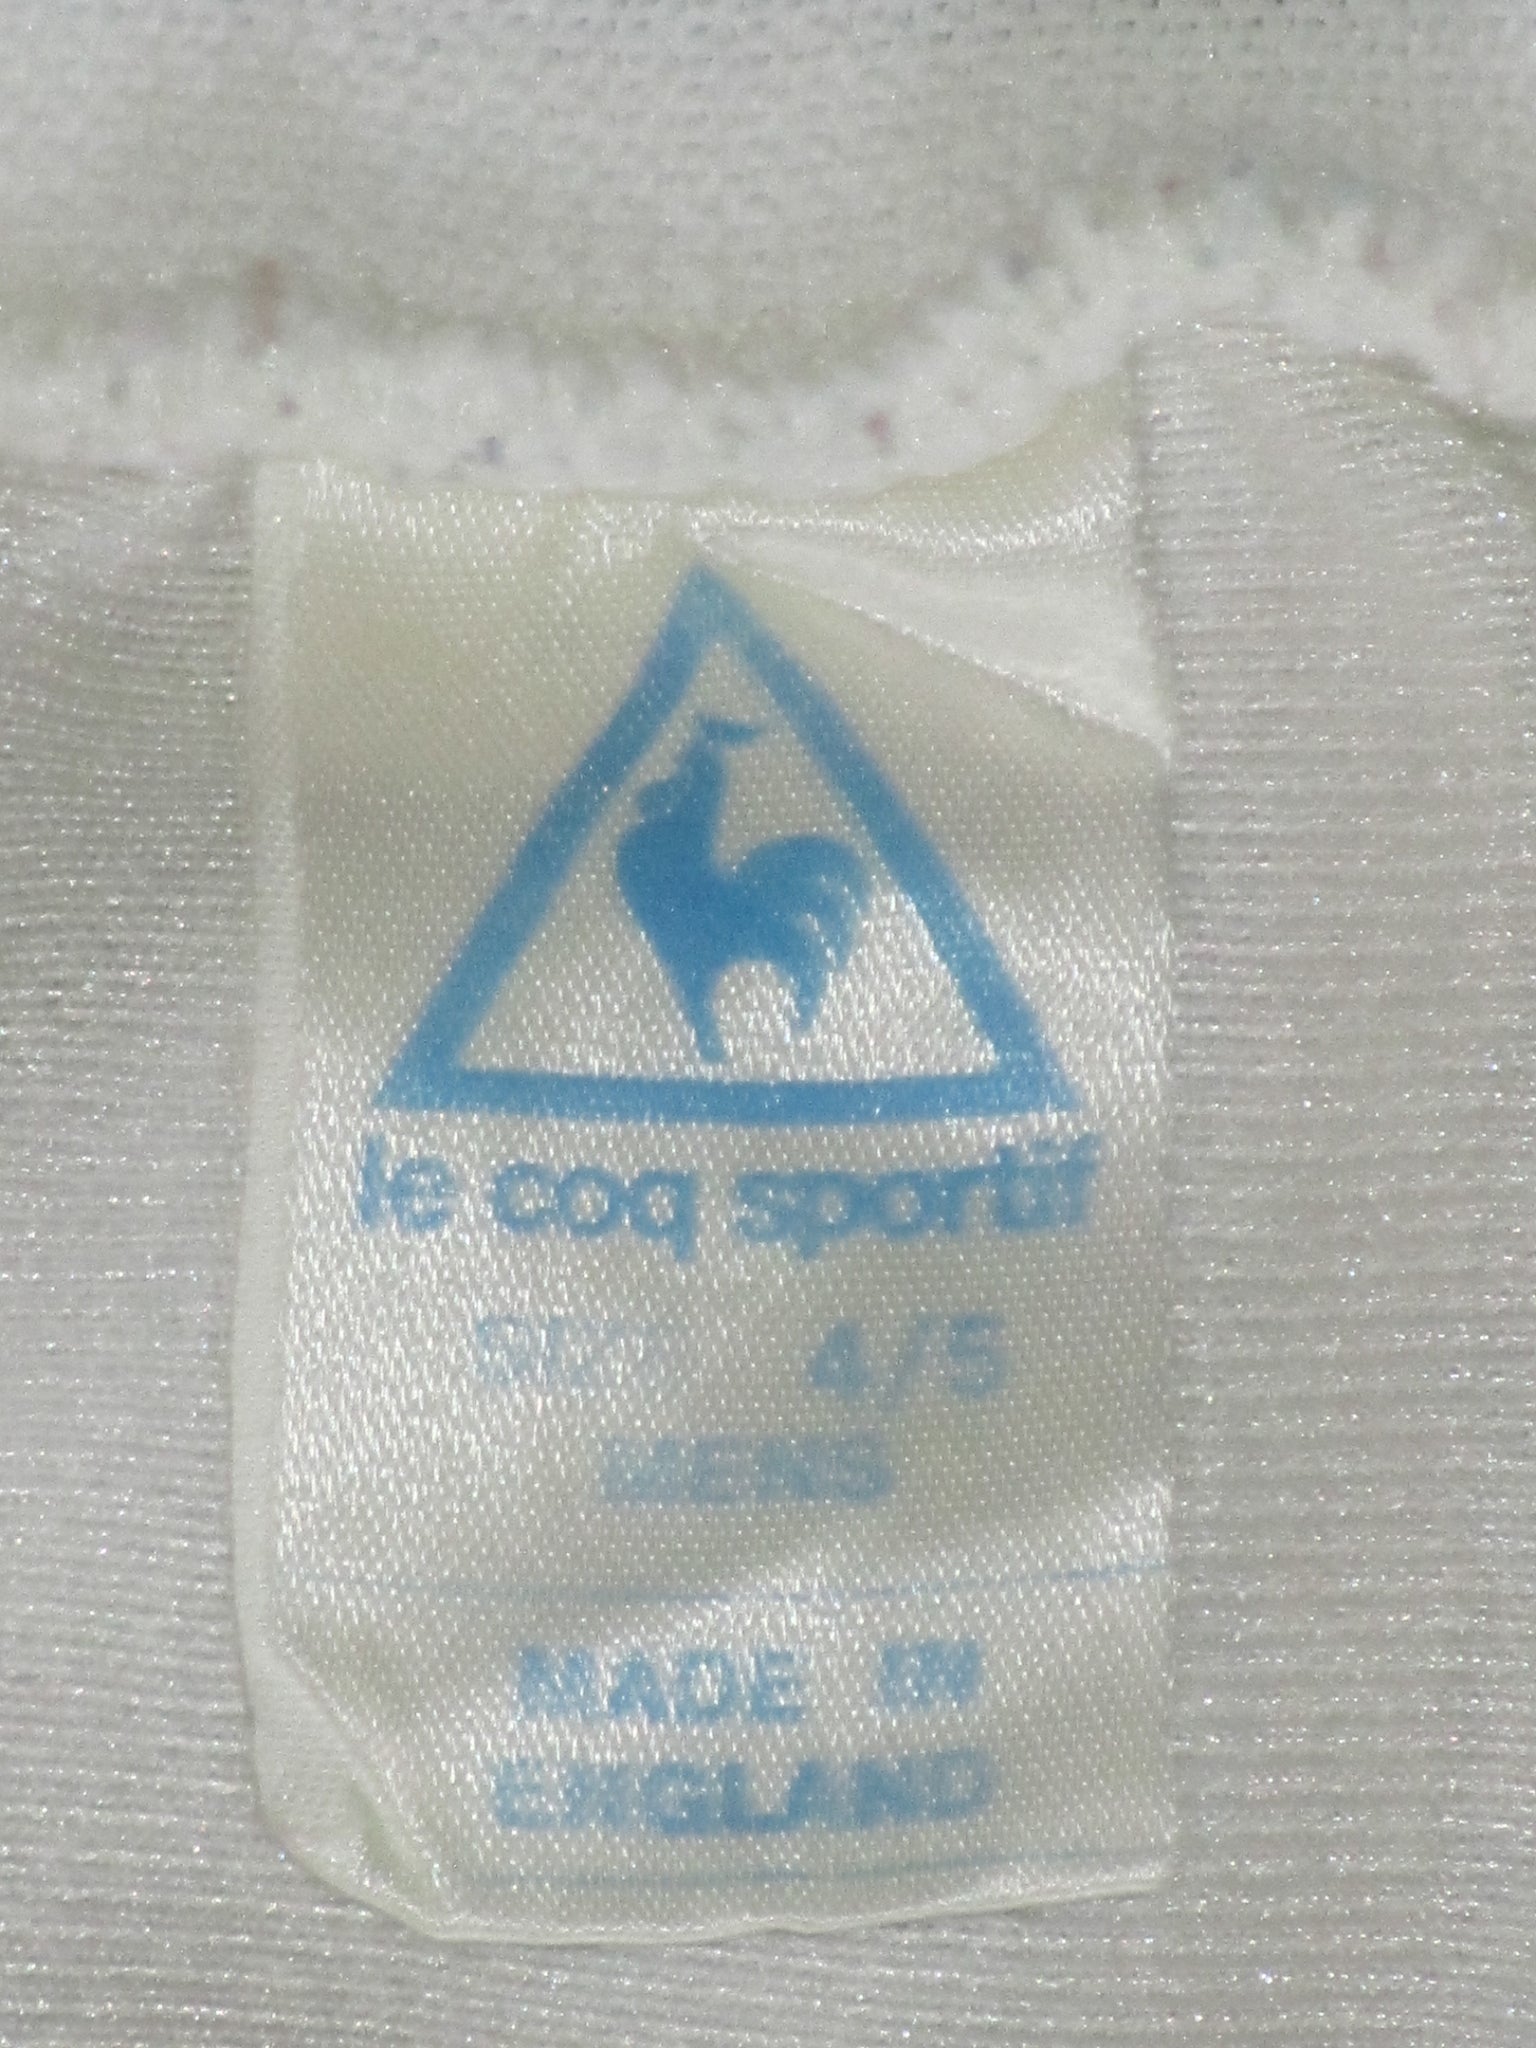 le coq sportif
4/5
MENS
MADE IN
ENGLAND